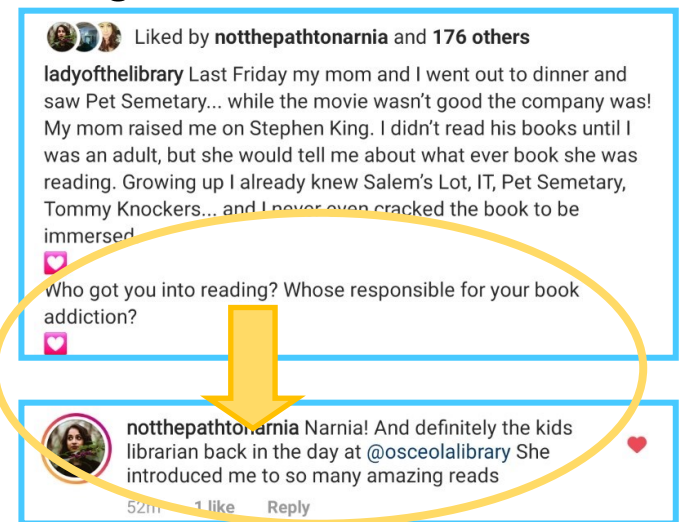 Liked by notthepathtonarnia and 176 others
ladyofthelibrary Last Friday my mom and I went out to dinner and
saw Pet Semetary... while the movie wasn't good the company was!
My mom raised me on Stephen King. I didn't read his books until I
was an adult, but she would tell me about what ever book she was
reading. Growing up I already knew Salem's Lot, IT, Pet Semetary,
Tommy Knockers... and I never even cracked the book to be
immersed
Who got you into reading? Whose responsible for your book
addiction?
notthepathtonarnia Narnia! And definitely the kids
librarian back in the day at @osceolalibrary She
introduced me to so many amazing reads
52m 1 like Reply